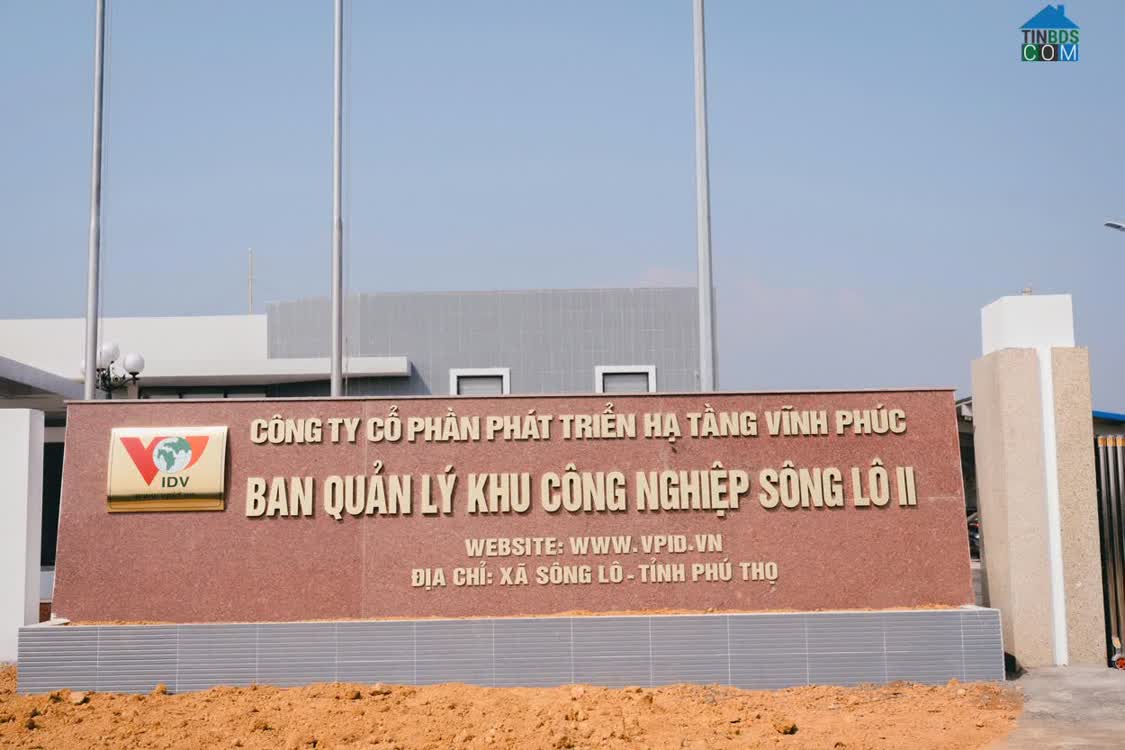 TINBDS
COM
CÔNG TY CỔ PHẦN PHÁT TRIỂN HẠ TẦNG VĨNH PHÚC
BAN QUẢN LÝ KHU CÔNG NGHIỆP SÔNG LÔ II
IDV
WEBSITE: WWW.VPID.VN
ĐỊA CHỈ: XÃ SÔNG LÔ - TỈNH PHÚ THỌ